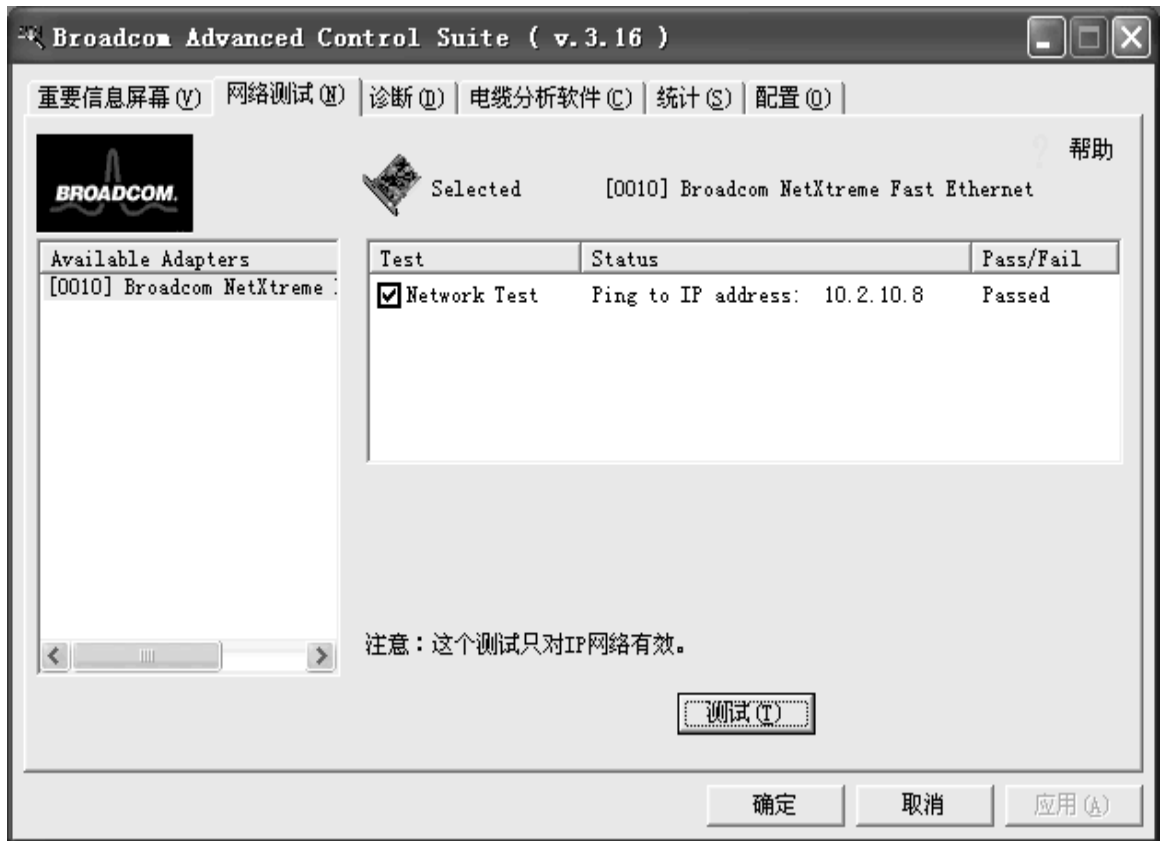 Broadcom Advanced Control Suite ( v.3.16 )
重要信息屏幕(V) 网络测试(N) 诊断(D) 电缆分析软件(C) 统计(S) 配置(O)
帮助
BROADCOM.
Selected [0010] Broadcom NetXtreme Fast Ethernet
Available Adapters
[0010] Broadcom NetXtreme
Test Status Pass/Fail
Network Test Ping to IP address: 10.2.10.8 Passed
注意：这个测试只对IP网络有效。
测试(T)
确定 取消 应用(A)